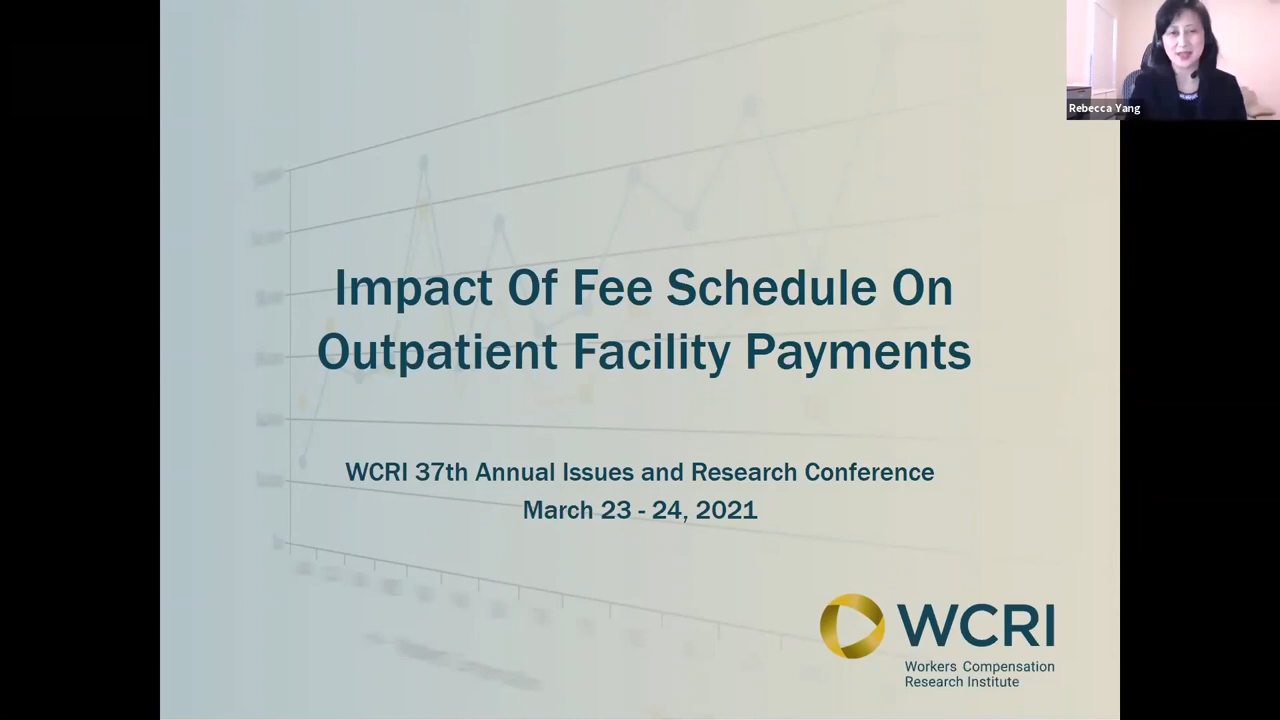 Rebecca Yang
Impact Of Fee Schedule On
Outpatient Facility Payments
WCRI 37th Annual Issues and Research Conference
March 23 - 24, 2021
WCRI
Workers Compensation
Research Institute